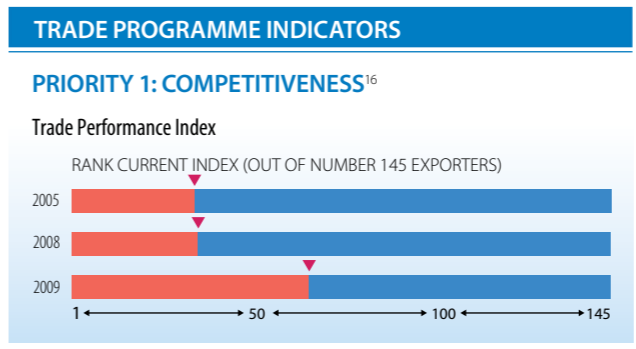 TRADE PROGRAMME INDICATORS
PRIORITY 1: COMPETITIVENESS16
Trade Performance Index
RANK CURRENT INDEX (OUT OF NUMBER 145 EXPORTERS)
2005
2008
2009
1 50 100 145